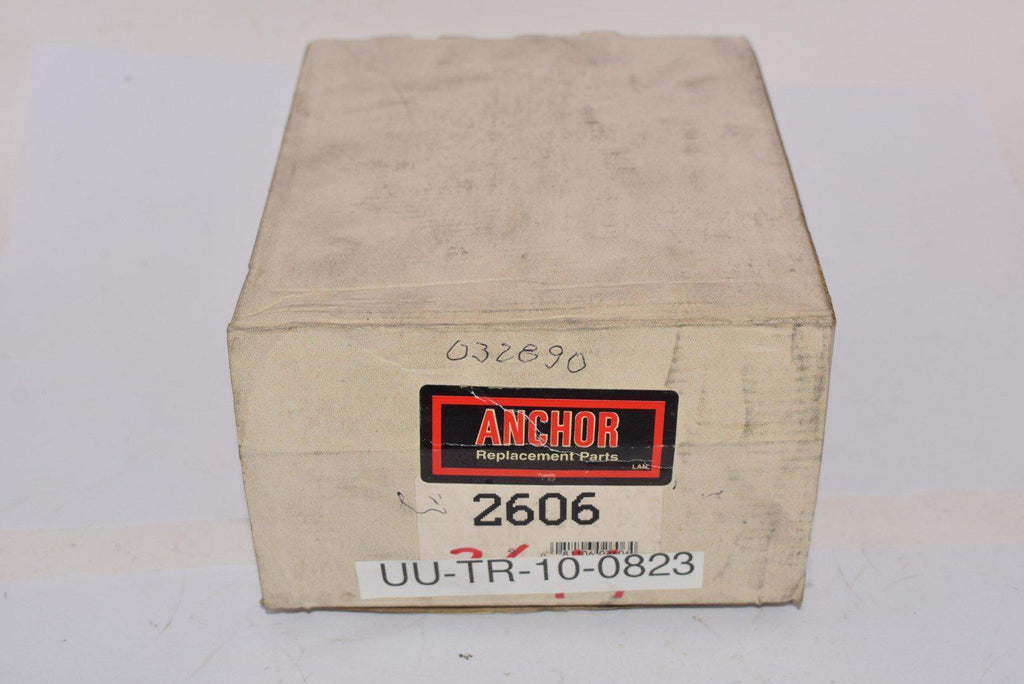 032890
ANCHOR
Replacement Parts
2606
UU-TR-10-0823